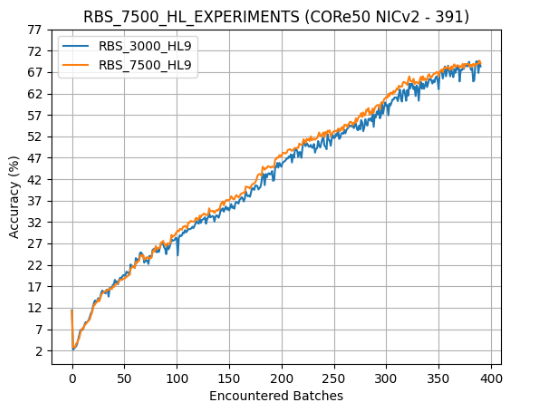 RBS_7500_HL_EXPERIMENTS (CORe50 NICv2 - 391)
RBS_3000_HL9
RBS_7500_HL9
Accuracy (%)
77
72
67
62
57
52
47
42
37
32
27
22
17
12
7
2
0 50 100 150 200 250 300 350 400
Encountered Batches